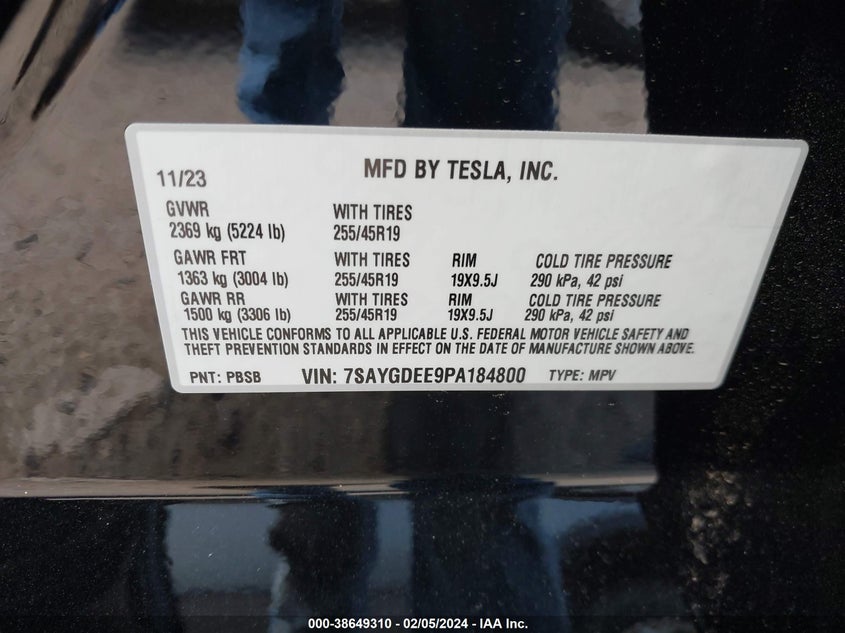 MFD BY TESLA, INC.
11/23
GVWR WITH TIRES
2369 kg (5224 lb) 255/45R19
GAWR FRT WITH TIRES RIM COLD TIRE PRESSURE
1363 kg (3004 lb) 255/45R19 19X9.5J 290 kPa, 42 psi
GAWR RR WITH TIRES RIM COLD TIRE PRESSURE
1500 kg (3306 lb) 255/45R19 19X9.5J 290 kPa, 42 psi
THIS VEHICLE CONFORMS TO ALL APPLICABLE U.S. FEDERAL MOTOR VEHICLE SAFETY AND
THEFT PREVENTION STANDARDS IN EFFECT ON THE DATE OF MANUFACTURE SHOWN ABOVE.
PNT: PBSB VIN: 7SAYGDEE9PA184800 TYPE: MPV
000-38649310 - 02/05/2024 - IAA Inc.